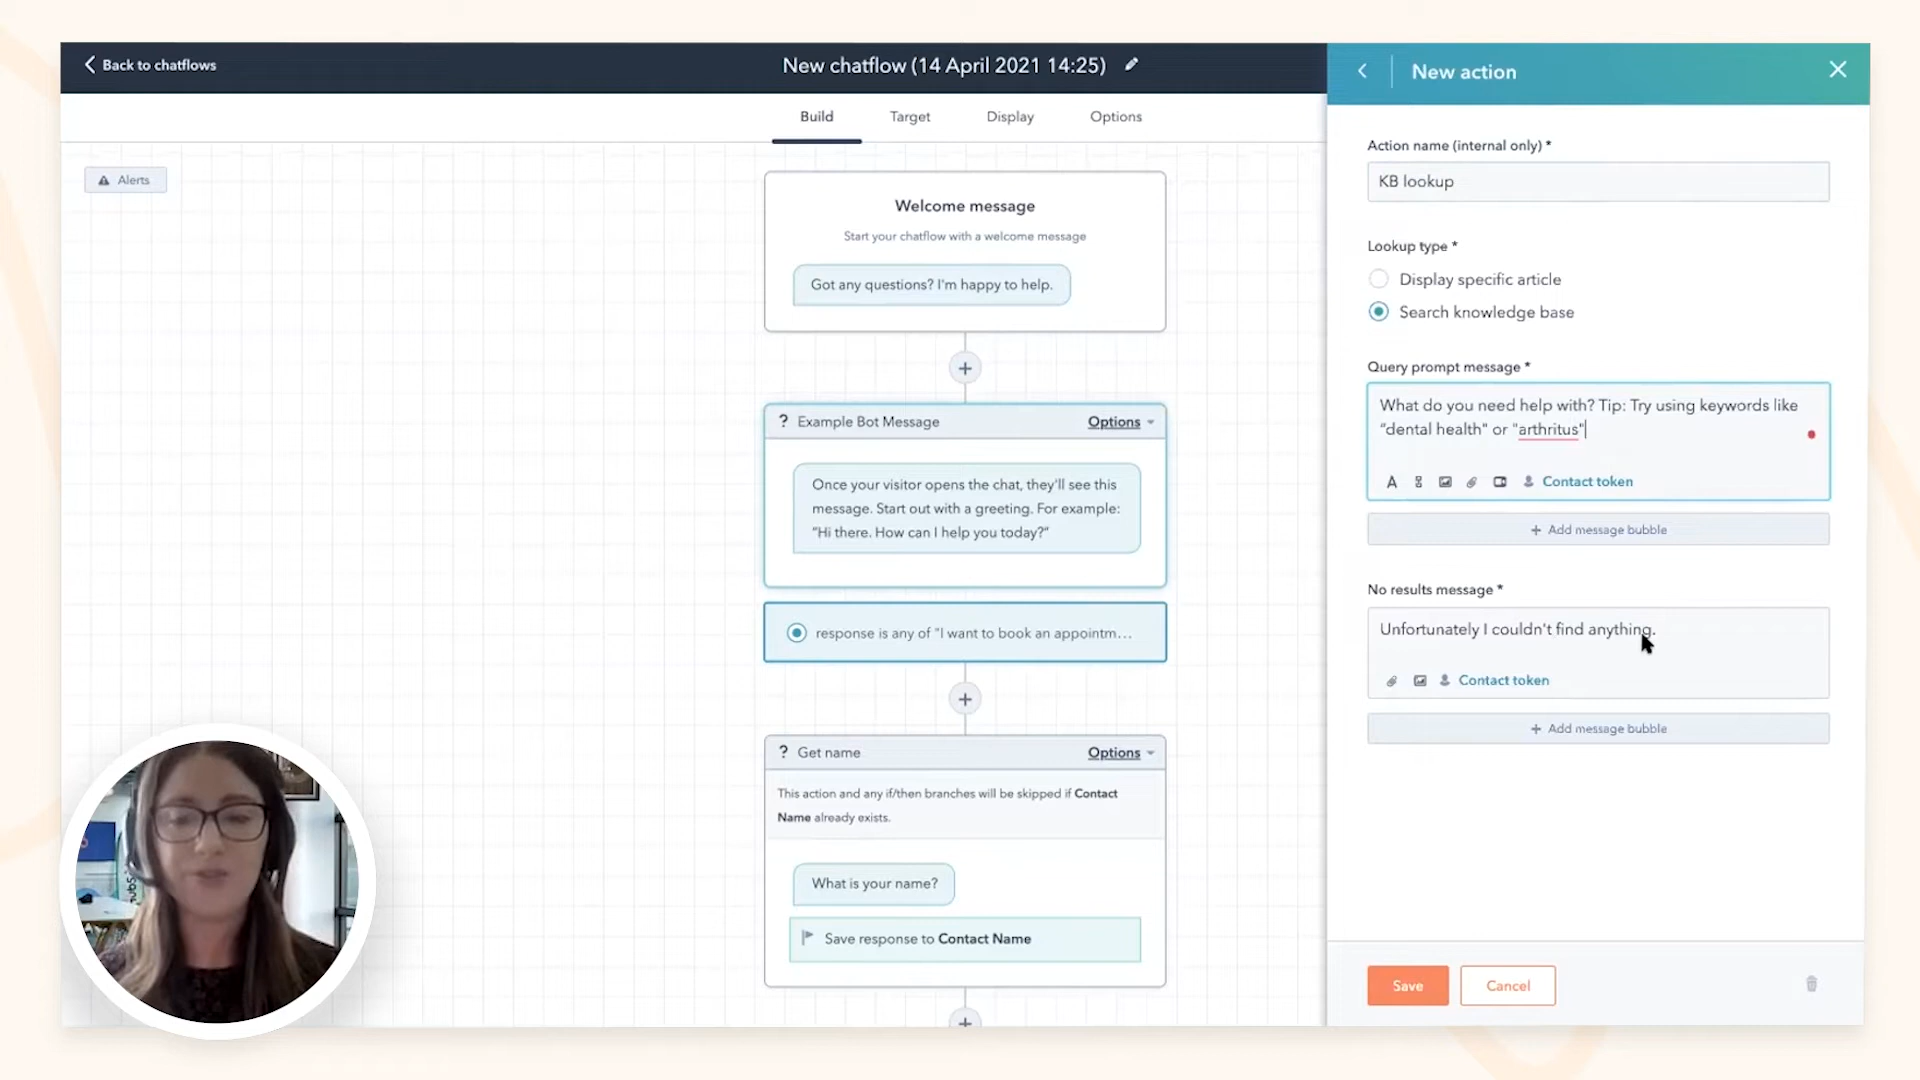 Back to chatflows
New chatflow (14 April 2021 14:25)
Build
Target
Display
Options
Alerts
Welcome message
Start your chatflow with a welcome message
Got any questions? I'm happy to help.
? Example Bot Message
Options
Once your visitor opens the chat, they'll see this
message. Start out with a greeting. For example:
"Hi there. How can I help you today?"
response is any of "I want to book an appointm...
? Get name
Options
This action and any if/then branches will be skipped if Contact
Name already exists.
What is your name?
Save response to Contact Name
New action
Action name (internal only) *
KB lookup
Lookup type *
Display specific article
Search knowledge base
Query prompt message *
What do you need help with? Tip: Try using keywords like
"dental health" or "arthritus"
Contact token
+ Add message bubble
No results message *
Unfortunately I couldn't find anything.
Contact token
+ Add message bubble
Save
Cancel